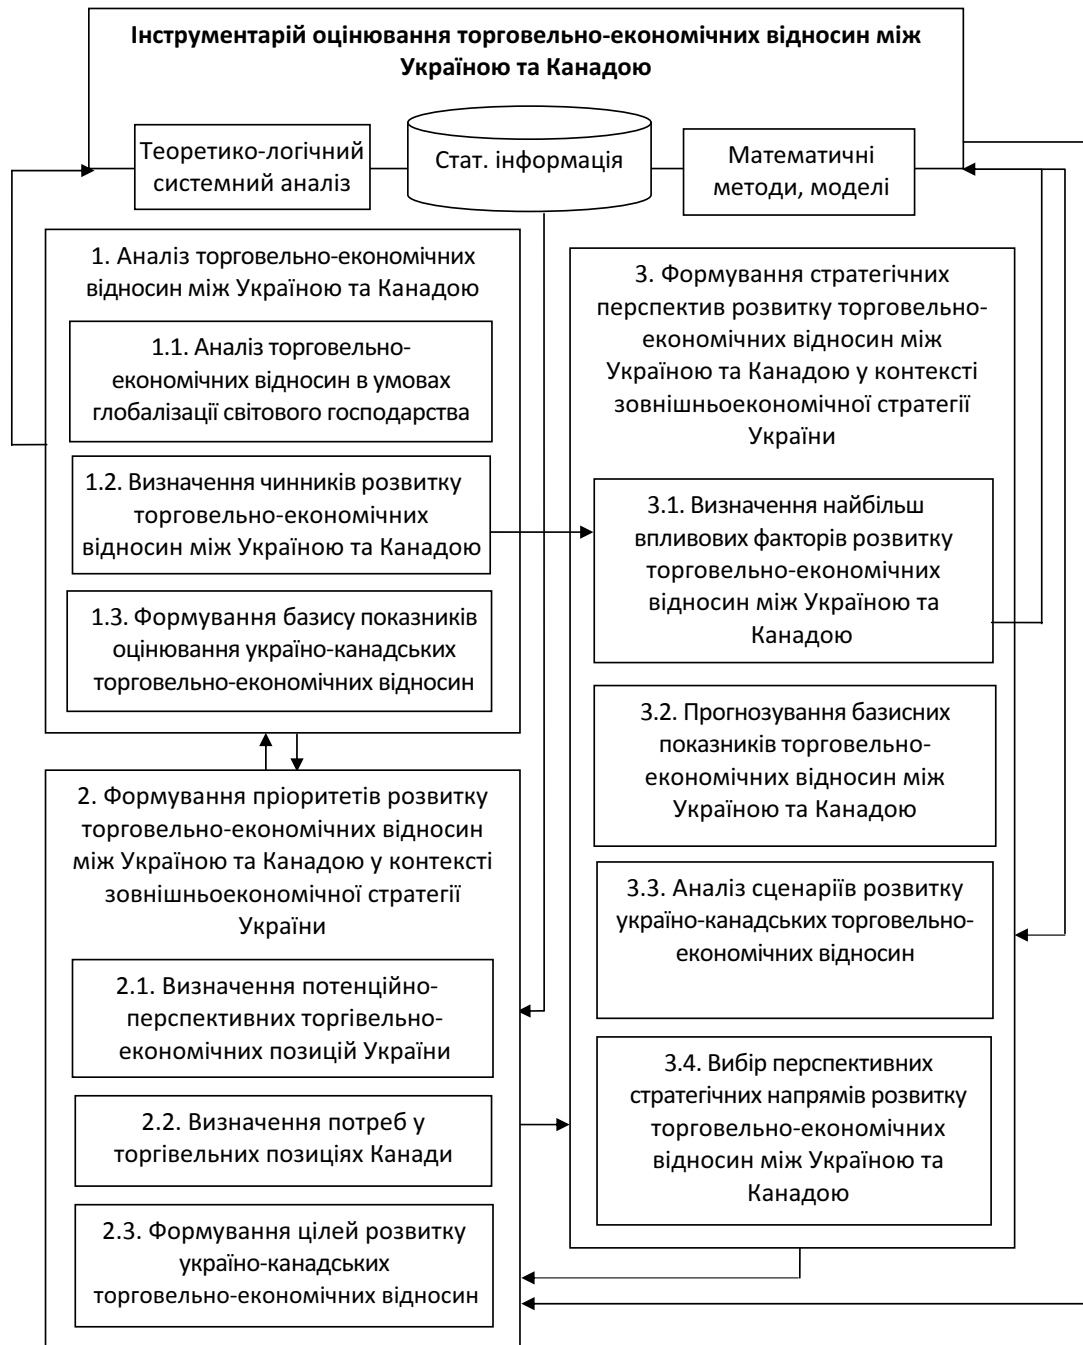 Інструментарій оцінювання торговельно-економічних відносин між
Україною та Канадою
Теоретико-логічний
системний аналіз
Стат. інформація
Математичні
методи, моделі
1. Аналіз торговельно-економічних
відносин між Україною та Канадою
1.1. Аналіз торговельно-
економічних відносин в умовах
глобалізації світового господарства
1.2. Визначення чинників розвитку
торговельно-економічних
відносин між Україною та Канадою
1.3. Формування базису показників
оцінювання україно-канадських
торговельно-економічних відносин
2. Формування пріоритетів розвитку
торговельно-економічних відносин
між Україною та Канадою у контексті
зовнішньоекономічної стратегії
України
2.1. Визначення потенційно-
перспективних торгівельно-
економічних позицій України
2.2. Визначення потреб у
торгівельних позиціях Канади
2.3. Формування цілей розвитку
україно-канадських
торговельно-економічних відносин
3. Формування стратегічних
перспектив розвитку торговельно-
економічних відносин між
Україною та Канадою у контексті
зовнішньоекономічної стратегії
України
3.1. Визначення найбільш
впливових факторів розвитку
торговельно-економічних
відносин між Україною та
Канадою
3.2. Прогнозування базисних
показників торговельно-
економічних відносин між
Україною та Канадою
3.3. Аналіз сценаріїв розвитку
україно-канадських торговельно-
економічних відносин
3.4. Вибір перспективних
стратегічних напрямів розвитку
торговельно-економічних
відносин між Україною та
Канадою